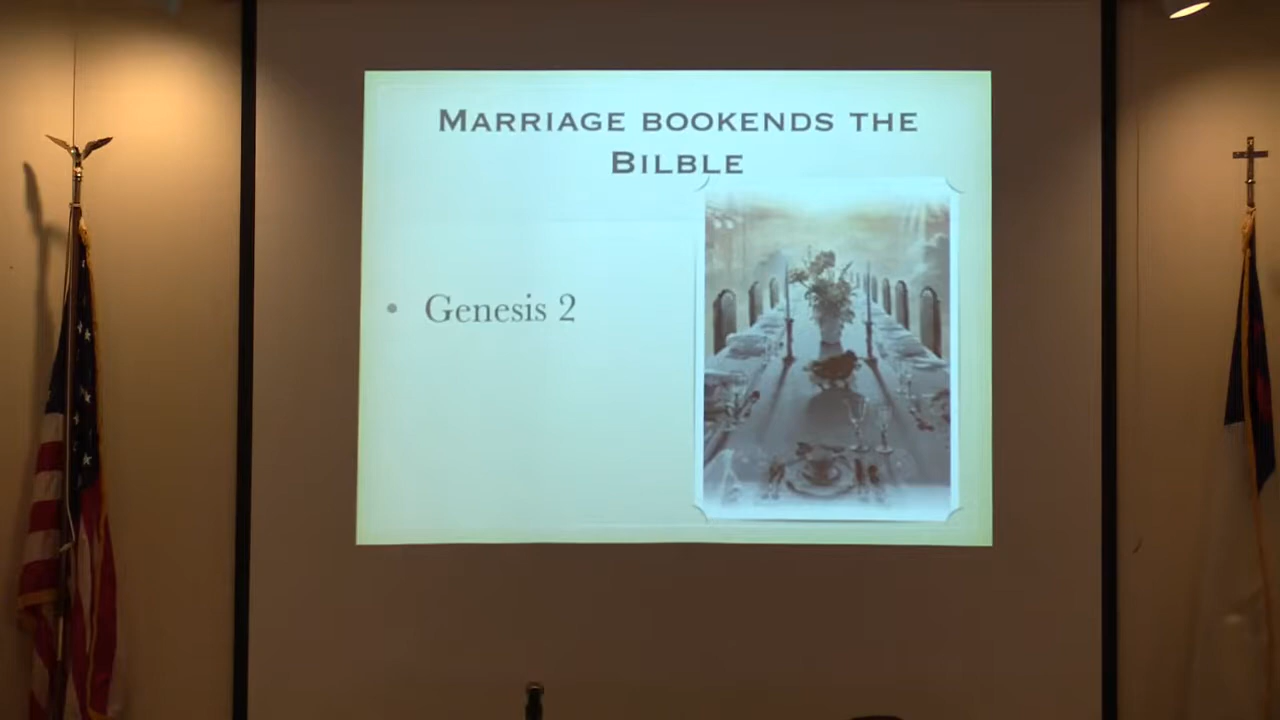 Marriage bookends the
Bilble
• Genesis 2